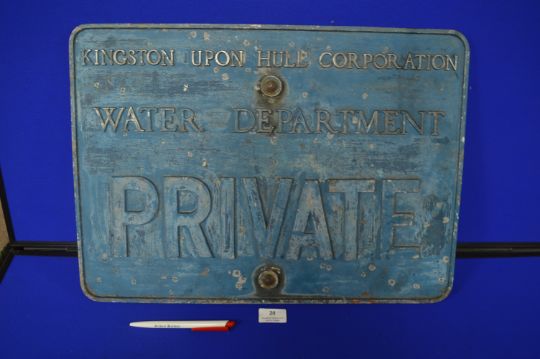 KINGSTON UPON HULL CORPORATION
WATER DEPARTMENT
PRIVATE